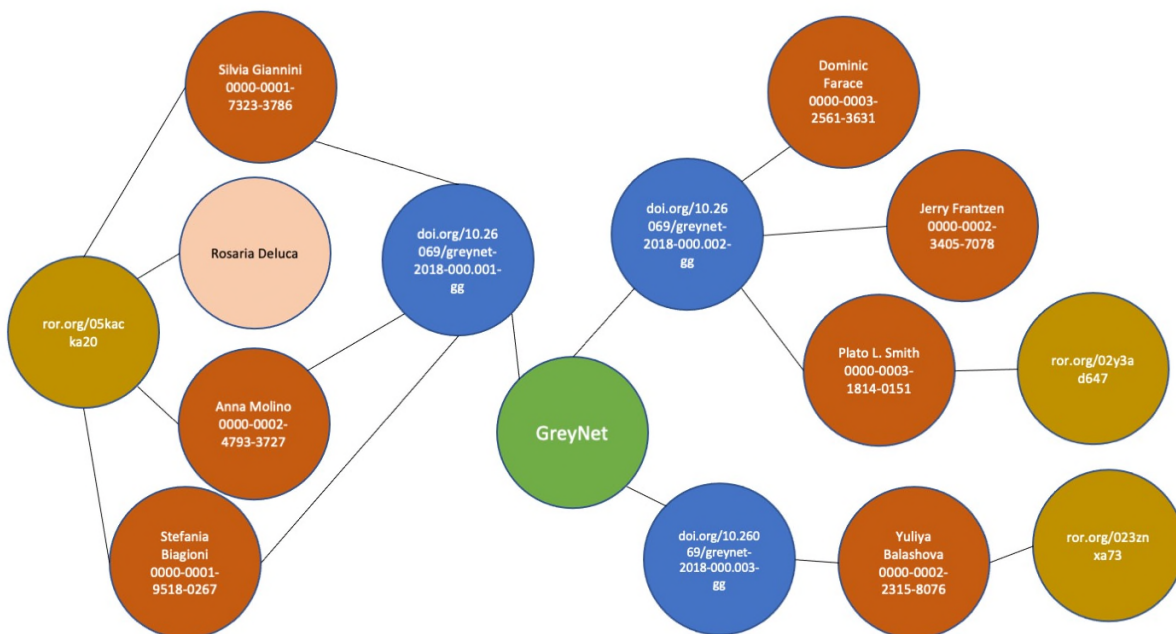 Silvia Giannini
0000-0001-
7323-3786
Rosaria Deluca
ror.org/05kac
ka20
Anna Molino
0000-0002-
4793-3727
Stefania
Biagioni
0000-0001-
9518-0267
doi.org/10.26
069/greynet-
2018-000.001-
gg
GreyNet
doi.org/10.26
069/greynet-
2018-000.002-
gg
Dominic
Farace
0000-0003-
2561-3631
Jerry Frantzen
0000-0002-
3405-7078
Plato L. Smith
0000-0003-
1814-0151
ror.org/02y3a
d647
doi.org/10.260
69/greynet-
2018-000.003-
gg
Yuliya
Balashova
0000-0002-
2315-8076
ror.org/023zn
xa73